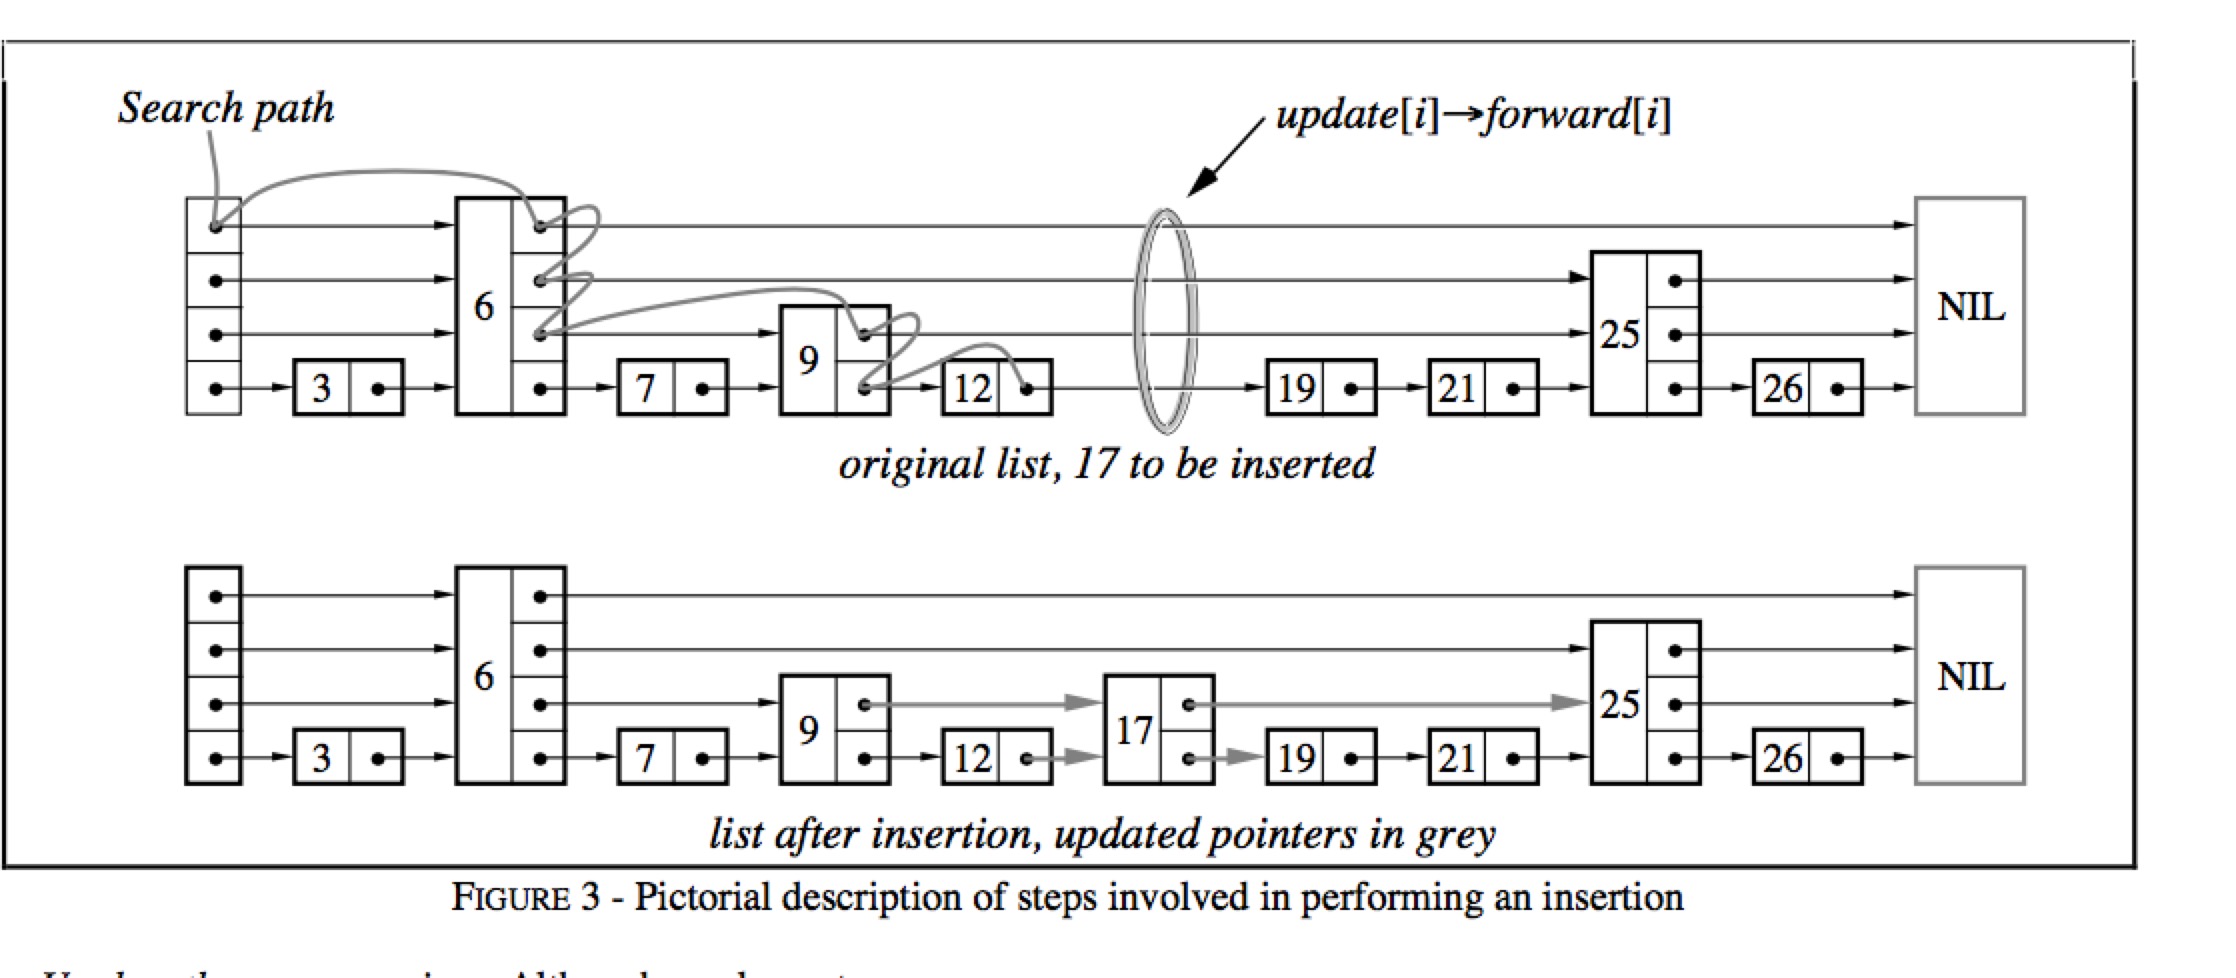 Search path
update[i]→forward[i]
6
9
25
NIL
3
7
12
19
21
26
original list, 17 to be inserted
6
9
17
25
NIL
3
7
12
19
21
26
list after insertion, updated pointers in grey
FIGURE 3 - Pictorial description of steps involved in performing an insertion